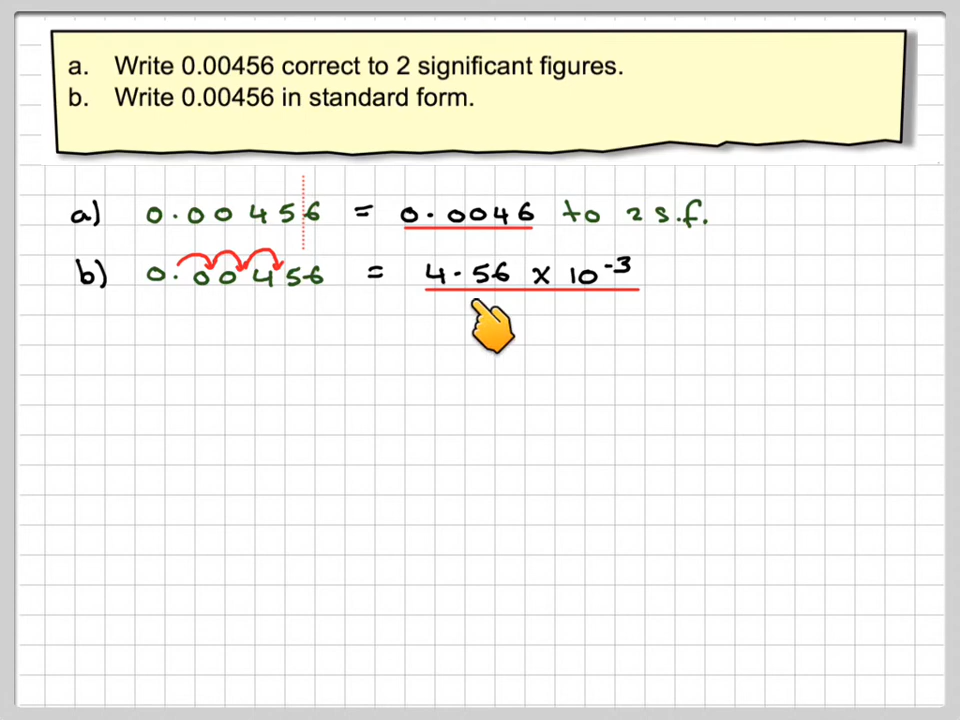 a. Write 0.00456 correct to 2 significant figures.
b. Write 0.00456 in standard form.
a) 0.00456 = 0.0046 to 2 s.f.
b) 0.00456 = 4.56 × 10⁻³